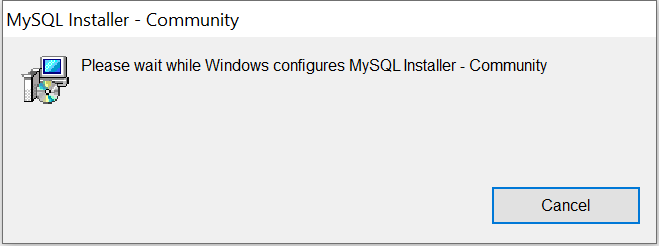 MySQL Installer - Community
Please wait while Windows configures MySQL Installer - Community
Cancel